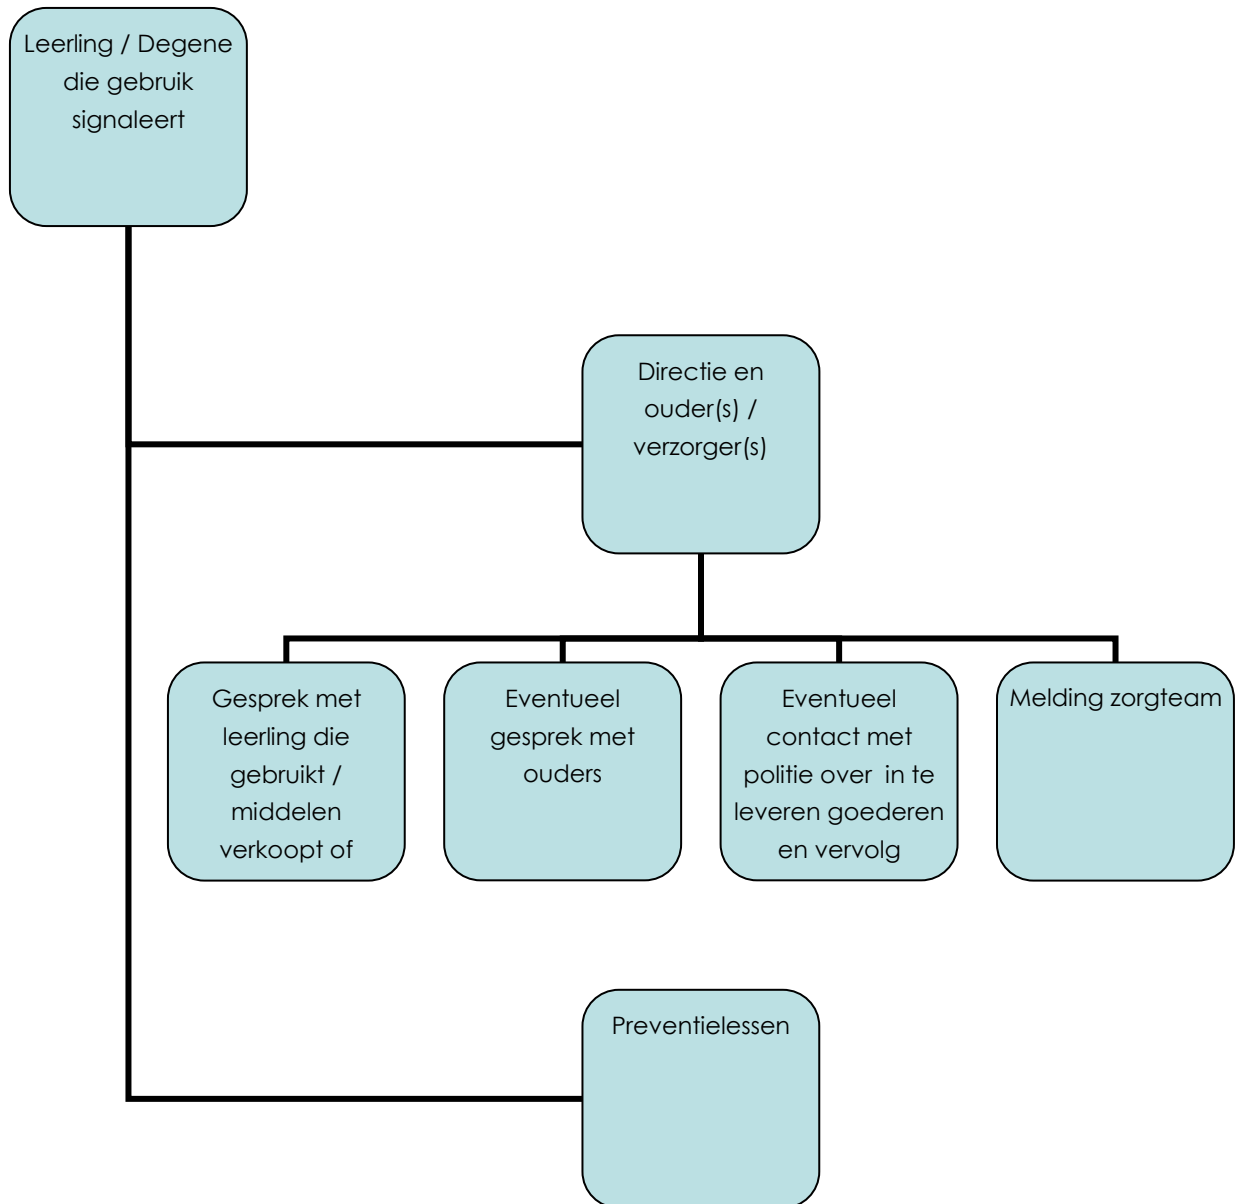 Leerling / Degene
die gebruik
signaleert
Directie en
ouder(s) /
verzorger(s)
Gesprek met
leerling die
gebruikt /
middelen
verkoopt of
Eventueel
gesprek met
ouders
Eventueel
contact met
politie over  in te
leveren goederen
en vervolg
Melding zorgteam
Preventielessen